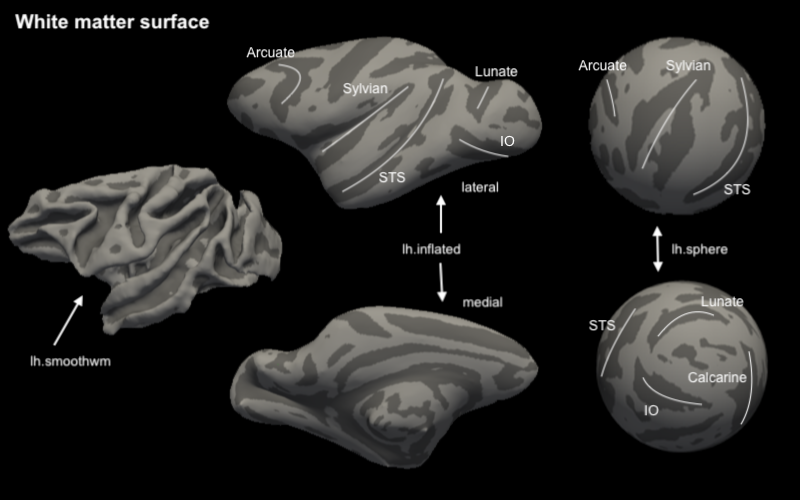 White matter surface
Arcuate
Sylvian
Lunate
IO
STS
lateral
Arcuate
Sylvian
STS
lh.inflated
lh.sphere
medial
lh.smoothwm
STS
Lunate
Calcarine
IO